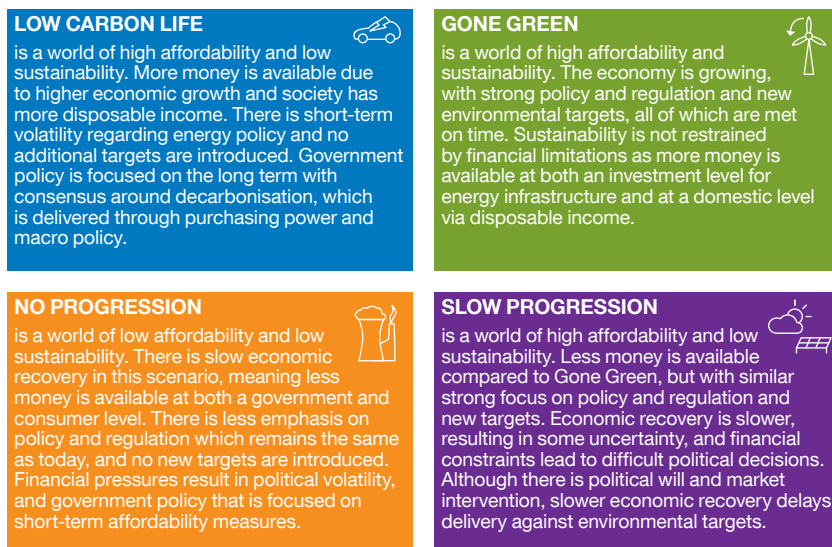 LOW CARBON LIFE
is a world of high affordability and low
sustainability. More money is available due
to higher economic growth and society has
more disposable income. There is short-term
volatility regarding energy policy and no
additional targets are introduced. Government
policy is focused on the long term with
consensus around decarbonisation, which
is delivered through purchasing power and
macro policy.
GONE GREEN
is a world of high affordability and
sustainability. The economy is growing,
with strong policy and regulation and new
environmental targets, all of which are met
on time. Sustainability is not restrained
by financial limitations as more money is
available at both an investment level for
energy infrastructure and at a domestic level
via disposable income.
NO PROGRESSION
is a world of low affordability and low
sustainability. There is slow economic
recovery in this scenario, meaning less
money is available at both a government and
consumer level. There is less emphasis on
policy and regulation which remains the same
as today, and no new targets are introduced.
Financial pressures result in political volatility,
and government policy that is focused on
short-term affordability measures.
SLOW PROGRESSION
is a world of high affordability and low
sustainability. Less money is available
compared to Gone Green, but with similar
strong focus on policy and regulation and
new targets. Economic recovery is slower,
resulting in some uncertainty, and financial
constraints lead to difficult political decisions.
Although there is political will and market
intervention, slower economic recovery delays
delivery against environmental targets.